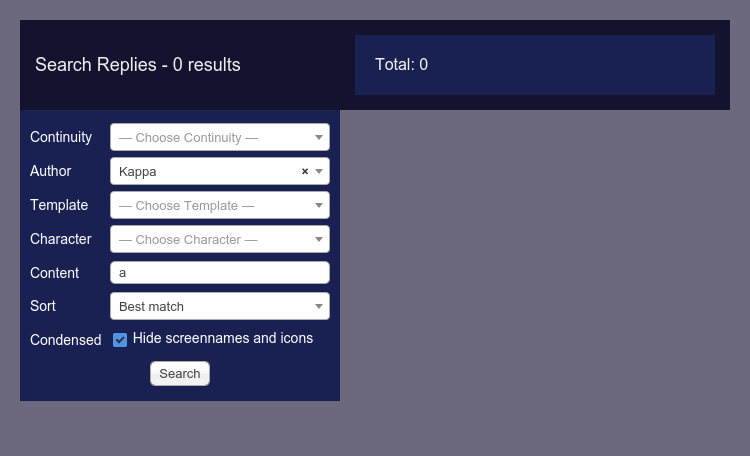 Search Replies - 0 results
Total: 0
Continuity — Choose Continuity —
Author Kappa ×
Template — Choose Template —
Character — Choose Character —
Content a
Sort Best match
Condensed Hide screennames and icons
Search